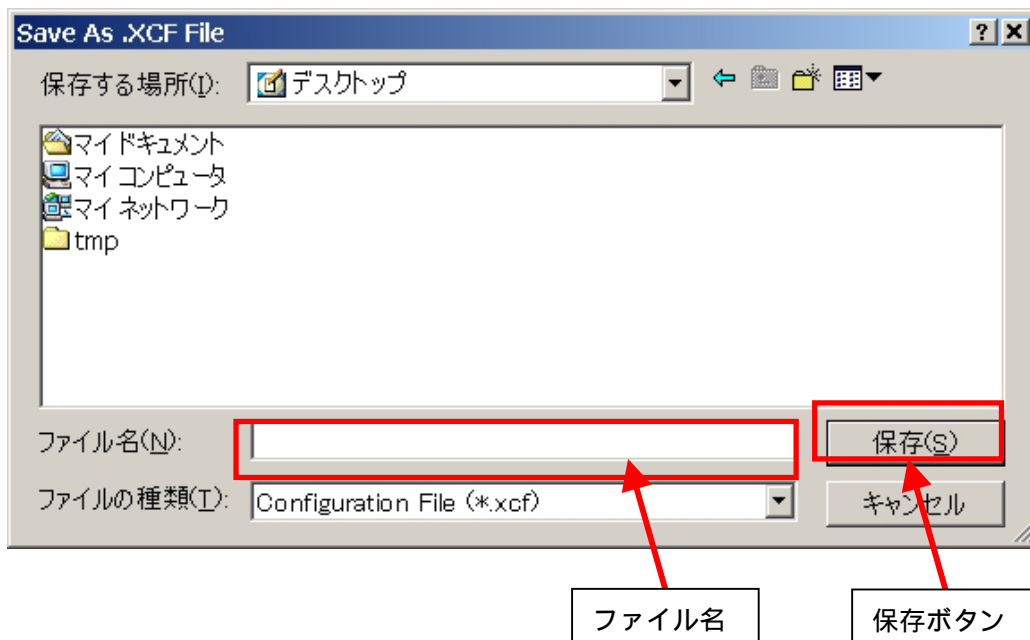 Save As .XCF File
保存する場所(I):
デスクトップ
マイ ドキュメント
マイ コンピュータ
マイ ネットワーク
tmp
ファイル名(N):
保存(S)
ファイルの種類(T):
Configuration File (*.xcf)
キャンセル
ファイル名
保存ボタン